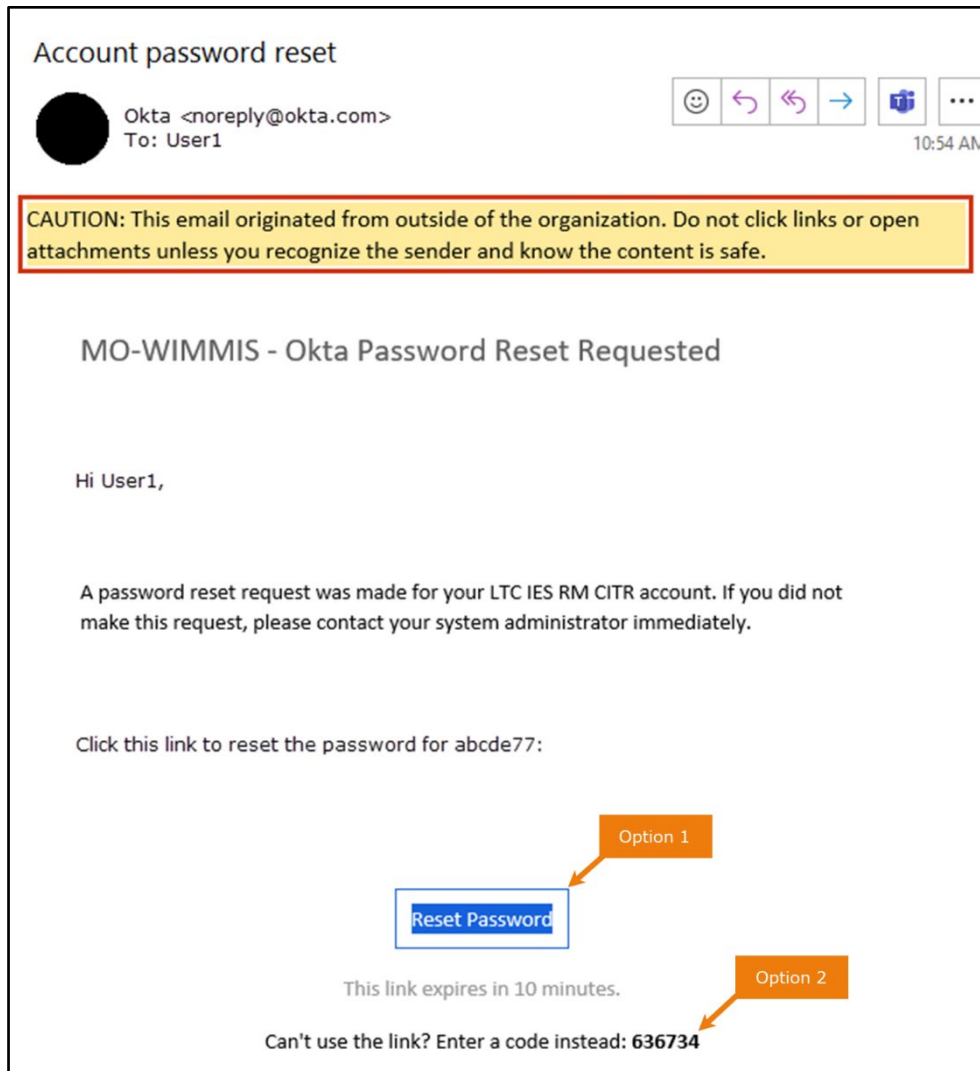 Account password reset
Okta <noreply@okta.com>
To: User1
10:54 AM
CAUTION: This email originated from outside of the organization. Do not click links or open
attachments unless you recognize the sender and know the content is safe.
MO-WIMMIS - Okta Password Reset Requested
Hi User1,
A password reset request was made for your LTC IES RM CITR account. If you did not
make this request, please contact your system administrator immediately.
Click this link to reset the password for abcde77:
Option 1
Reset Password
This link expires in 10 minutes.
Option 2
Can't use the link? Enter a code instead: 636734